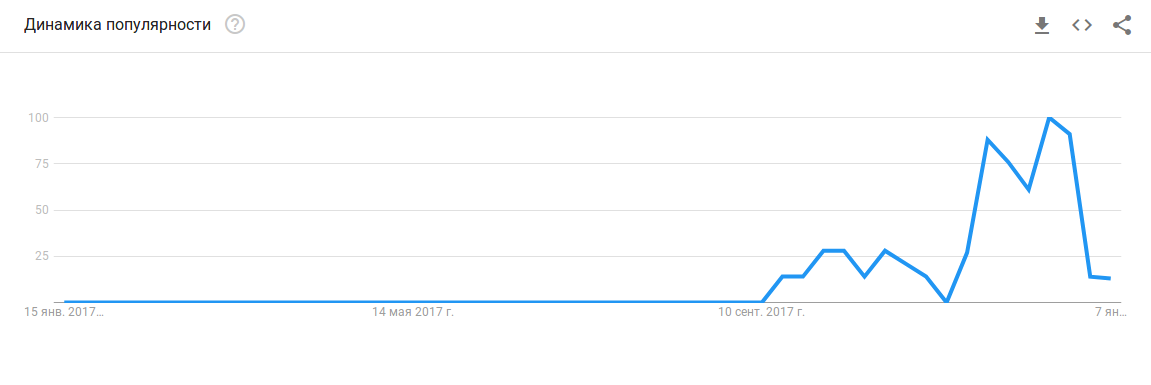 Динамика популярности ?
100
75
50
25
15 янв. 2017…
14 мая 2017 г.
10 сент. 2017 г.
7 ян…